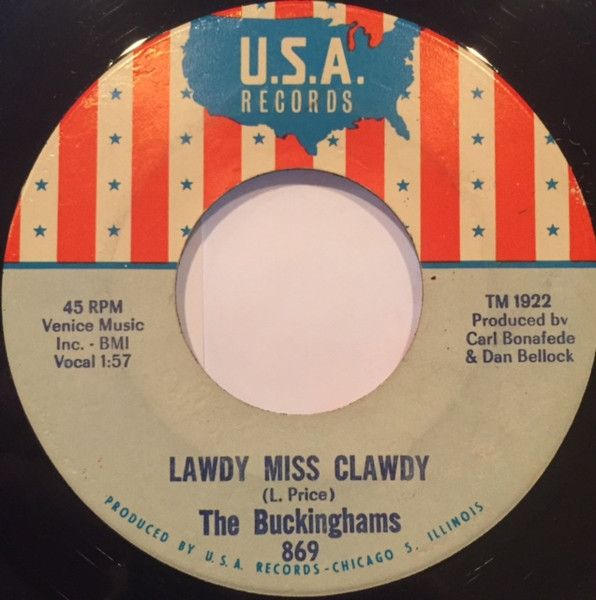 U.S.A.
RECORDS
45 RPM
Venice Music
Inc. - BMI
Vocal 1:57
TM 1922
Produced by
Carl Bonafede
& Dan Bellock
LAWDY MISS CLAWDY
(L. Price)
The Buckinghams
869
PRODUCED BY U.S.A. RECORDS-CHICAGO 5, ILLINOIS